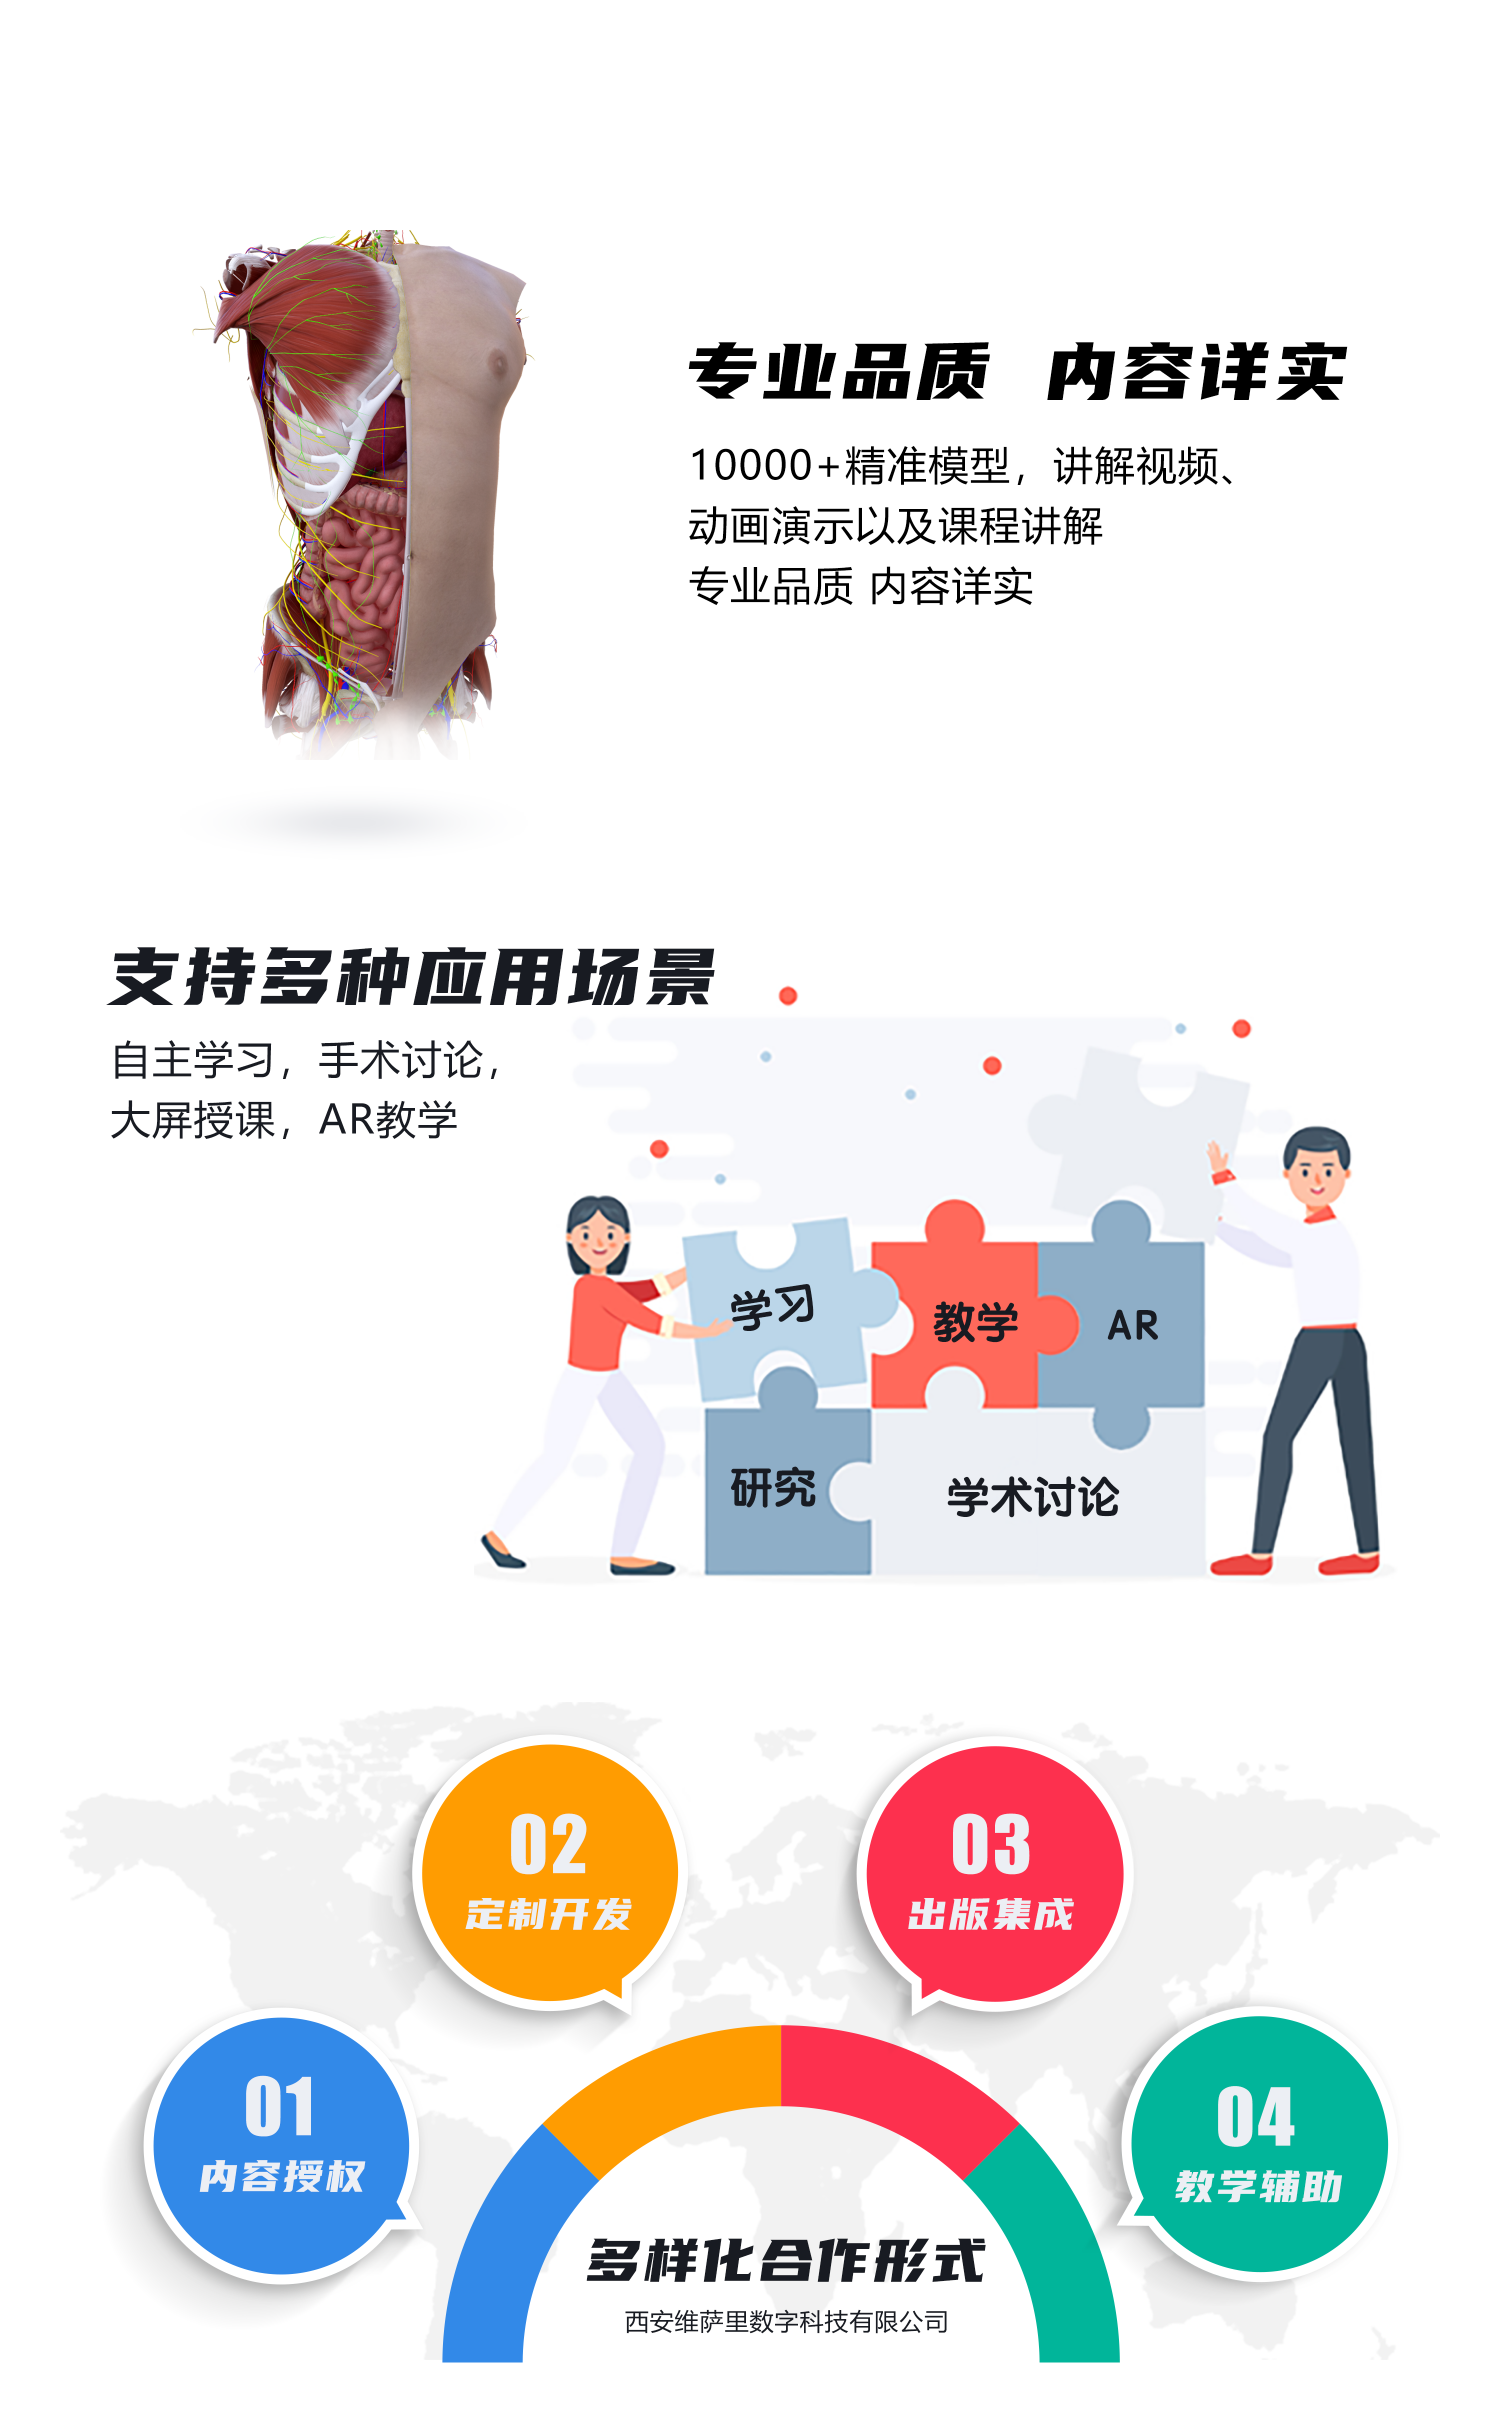 专业品质 内容详实
10000+精准模型，讲解视频、
动画演示以及课程讲解
专业品质 内容详实
支持多种应用场景
自主学习，手术讨论，
大屏授课，AR教学
学习
教学
AR
研究
学术讨论
02
定制开发
03
出版集成
01
内容授权
04
教学辅助
多样化合作形式
西安维萨里数字科技有限公司